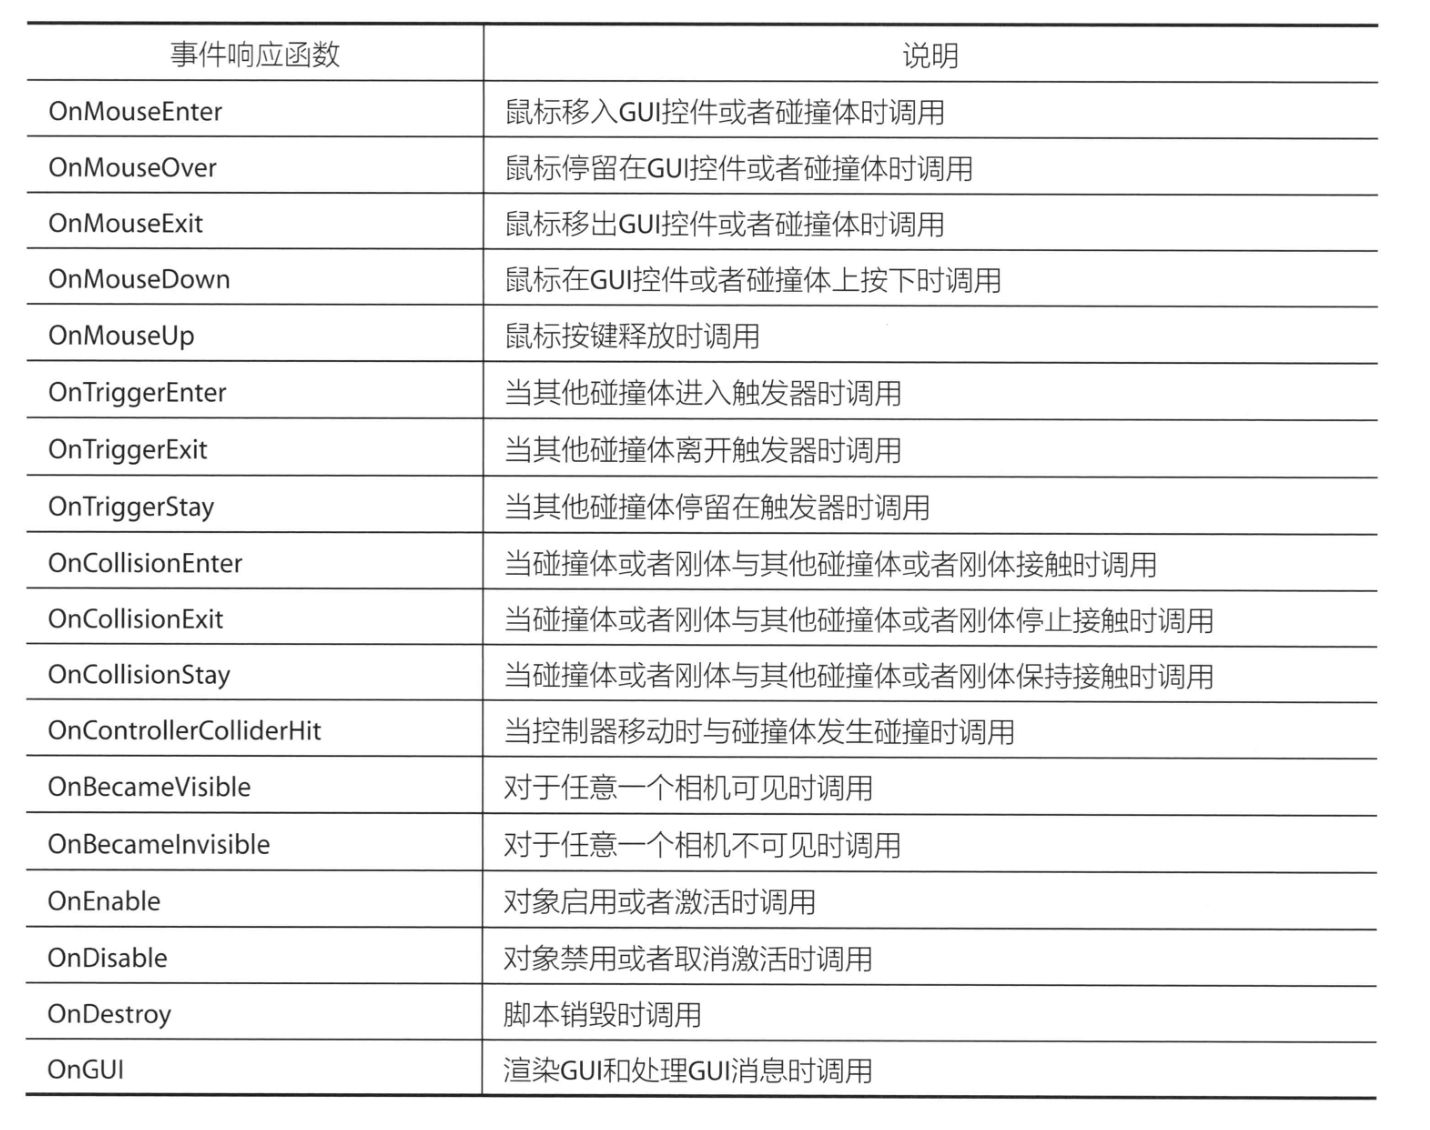 事件响应函数 说明
OnMouseEnter 鼠标移入GUI控件或者碰撞体时调用
OnMouseOver 鼠标停留在GUI控件或者碰撞体时调用
OnMouseExit 鼠标移出GUI控件或者碰撞体时调用
OnMouseDown 鼠标在GUI控件或者碰撞体上按下时调用
OnMouseUp 鼠标按键释放时调用
OnTriggerEnter 当其他碰撞体进入触发器时调用
OnTriggerExit 当其他碰撞体离开触发器时调用
OnTriggerStay 当其他碰撞体停留在触发器时调用
OnCollisionEnter 当碰撞体或者刚体与其他碰撞体或者刚体接触时调用
OnCollisionExit 当碰撞体或者刚体与其他碰撞体或者刚体停止接触时调用
OnCollisionStay 当碰撞体或者刚体与其他碰撞体或者刚体保持接触时调用
OnControllerColliderHit 当控制器移动时与碰撞体发生碰撞时调用
OnBecameVisible 对于任意一个相机可见时调用
OnBecameInvisible 对于任意一个相机不可见时调用
OnEnable 对象启用或者激活时调用
OnDisable 对象禁用或者取消激活时调用
OnDestroy 脚本销毁时调用
OnGUI 渲染GUI和处理GUI消息时调用